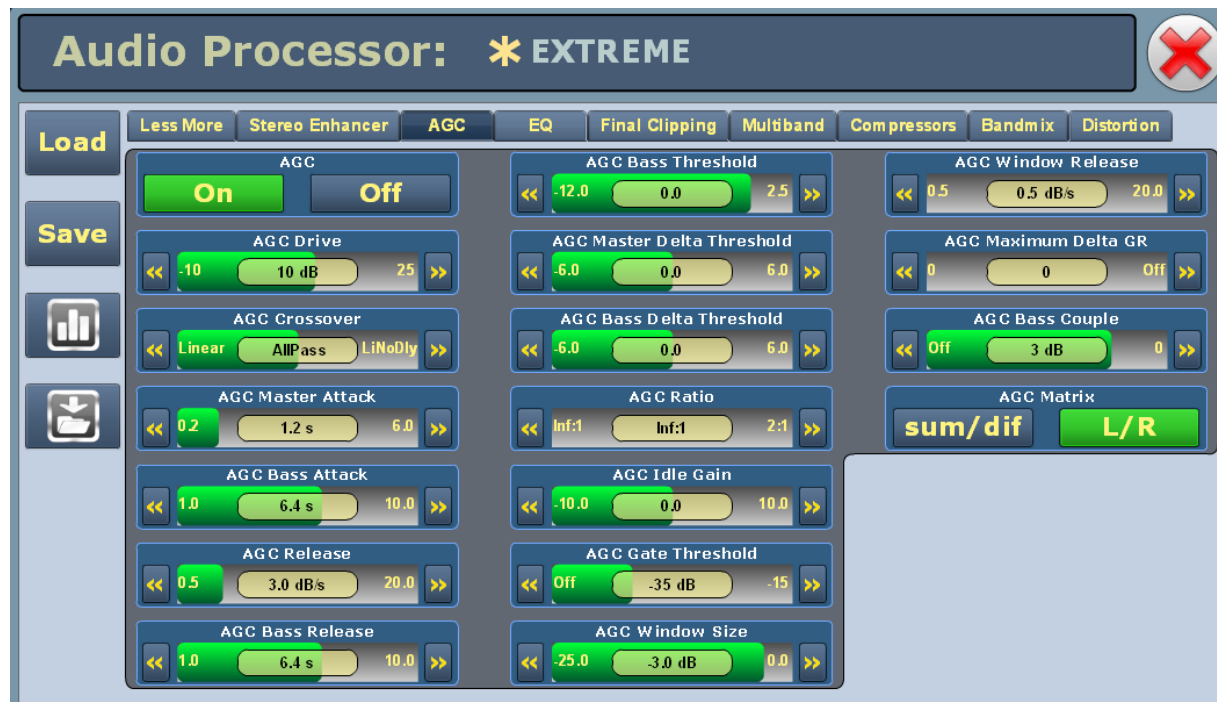 Audio Processor: * EXTREME
Load
Save
Less More Stereo Enhancer AGC EQ Final Clipping Multiband Compressors Bandmix Distortion
AGC
On Off
AGC Drive
<< -10 10 dB 25 >>
AGC Crossover
<< Linear AllPass LiNoDly >>
AGC Master Attack
<< 0.2 1.2 s 6.0 >>
AGC Bass Attack
<< 1.0 6.4 s 10.0 >>
AGC Release
<< 0.5 3.0 dB/s 20.0 >>
AGC Bass Release
<< 1.0 6.4 s 10.0 >>
AGC Bass Threshold
<< -12.0 0.0 2.5 >>
AGC Master Delta Threshold
<< -6.0 0.0 6.0 >>
AGC Bass Delta Threshold
<< -6.0 0.0 6.0 >>
AGC Ratio
<< Inf:1 Inf:1 2:1 >>
AGC Idle Gain
<< -10.0 0.0 10.0 >>
AGC Gate Threshold
<< Off -35 dB -15 >>
AGC Window Size
<< -25.0 -3.0 dB 0.0 >>
AGC Window Release
<< 0.5 0.5 dB/s 20.0 >>
AGC Maximum Delta GR
<< 0 0 Off >>
AGC Bass Couple
<< Off 3 dB 0 >>
AGC Matrix
sum/dif L/R